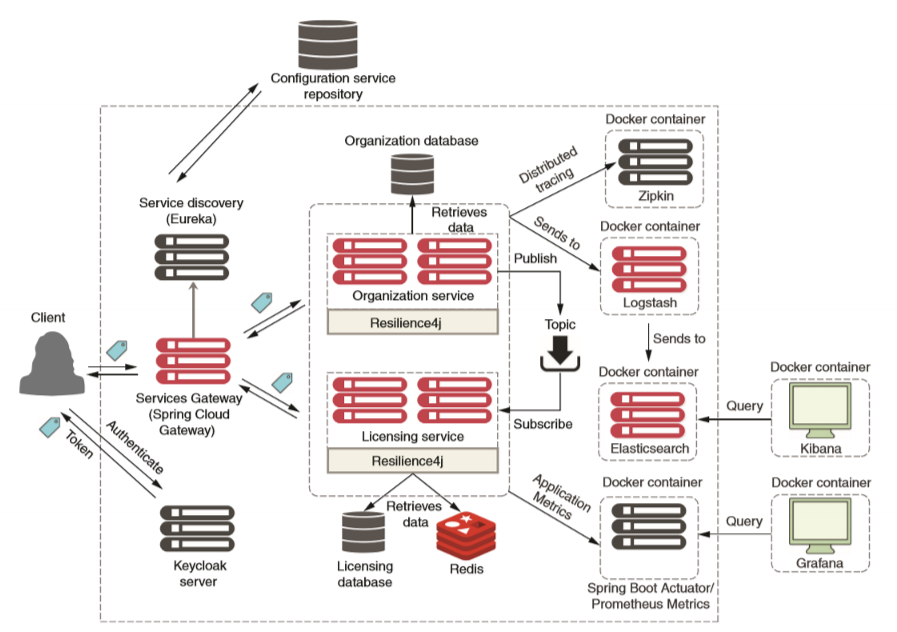 Configuration service
repository
Organization database
Docker container
Distributed
tracing
Zipkin
Service discovery
(Eureka)
Retrieves
data
Sends to
Docker container
Logstash
Publish
Organization service
Resilience4j
Topic
Client
Sends to
Services Gateway
(Spring Cloud
Gateway)
Licensing service
Resilience4j
Subscribe
Docker container
Elasticsearch
Query
Docker container
Kibana
Authenticate
Token
Keycloak
server
Retrieves
data
Licensing
database
Redis
Application
Metrics
Docker container
Spring Boot Actuator/
Prometheus Metrics
Query
Docker container
Grafana